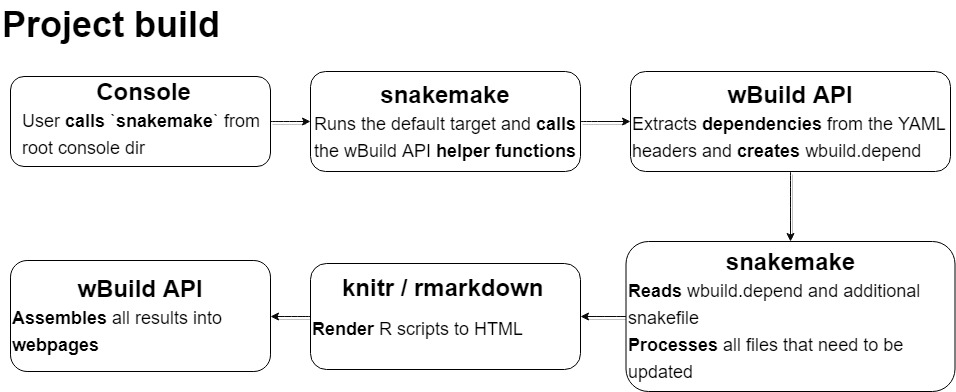 Project build
Console
User calls `snakemake` from
root console dir
snakemake
Runs the default target and calls
the wBuild API helper functions
wBuild API
Extracts dependencies from the YAML
headers and creates wbuild.depend
snakemake
Reads wbuild.depend and additional
snakefile
Processes all files that need to be
updated
knitr / rmarkdown
Render R scripts to HTML
wBuild API
Assembles all results into
webpages